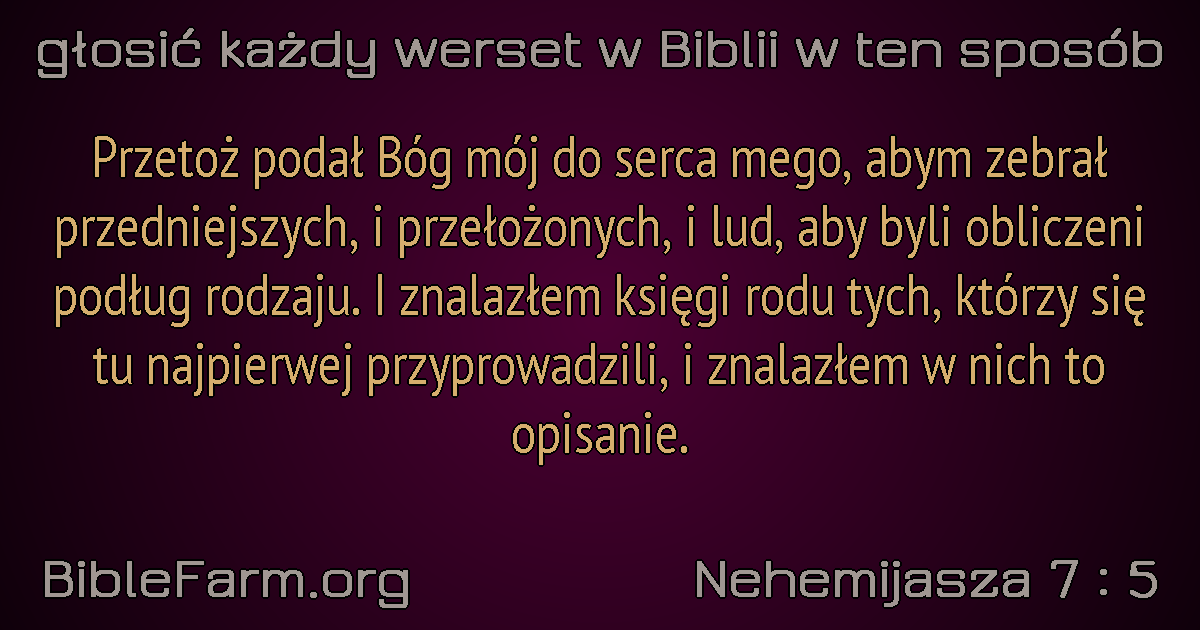 głosić każdy werset w Biblii w ten sposób
Przetoż podał Bóg mój do serca mego, abym zebrał
przedniejszych, i przełożonych, i lud, aby byli obliczeni
podług rodzaju. I znalazłem księgi rodu tych, którzy się
tu najpierwej przyprowadzili, i znalazłem w nich to
opisanie.
BibleFarm.org
Nehemijasza 7 : 5